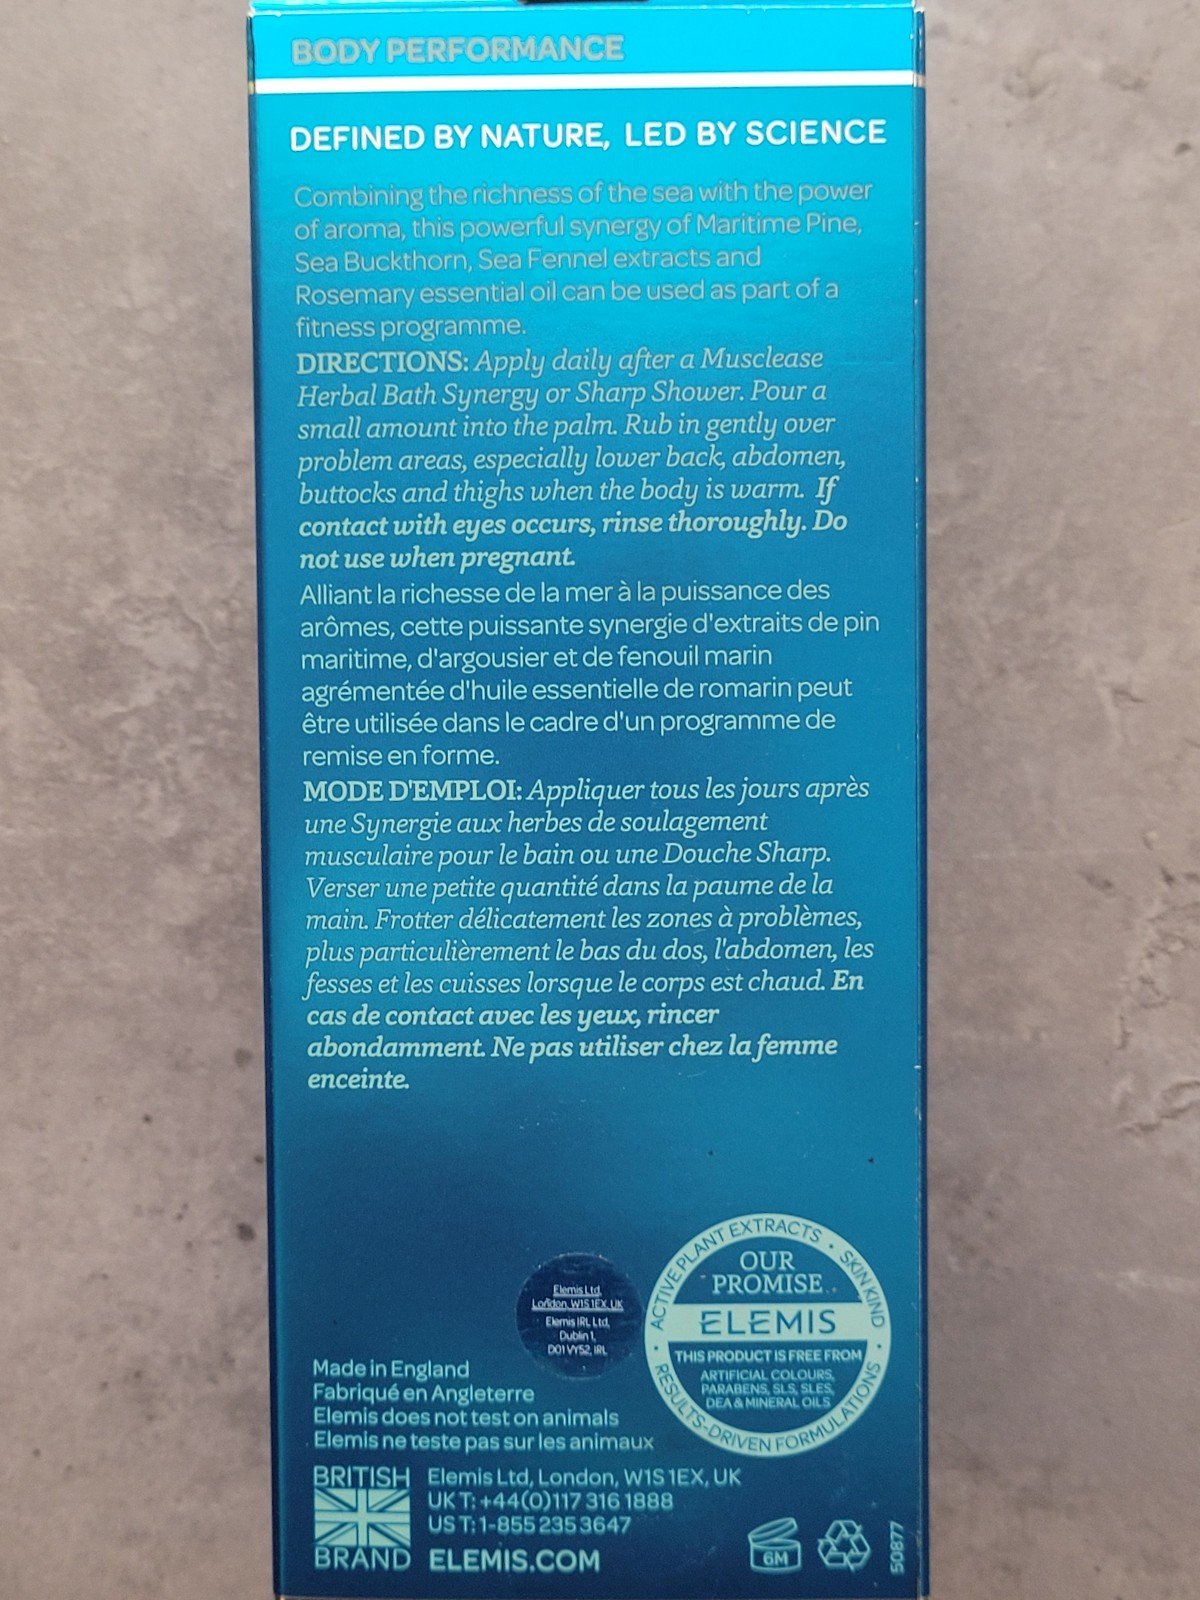 BODY PERFORMANCE
DEFINED BY NATURE, LED BY SCIENCE
Combining the richness of the sea with the power
of aroma, this powerful synergy of Maritime Pine,
Sea Buckthorn, Sea Fennel extracts and
Rosemary essential oil can be used as part of a
fitness programme.
DIRECTIONS: Apply daily after a Musclease
Herbal Bath Synergy or Sharp Shower. Pour a
small amount into the palm. Rub in gently over
problem areas, especially lower back, abdomen,
buttocks and thighs when the body is warm. If
contact with eyes occurs, rinse thoroughly. Do
not use when pregnant.
Alliant la richesse de la mer à la puissance des
arômes, cette puissante synergie d'extraits de pin
maritime, d'argousier et de fenouil marin
agrémentée d'huile essentielle de romarin peut
être utilisée dans le cadre d'un programme de
remise en forme.
MODE D'EMPLOI: Appliquer tous les jours après
une Synergie aux herbes de soulagement
musculaire pour le bain ou une Douche Sharp.
Verser une petite quantité dans la paume de la
main. Frotter délicatement les zones à problèmes,
plus particulièrement le bas du dos, l'abdomen, les
fesses et les cuisses lorsque le corps est chaud. En
cas de contact avec les yeux, rincer
abondamment. Ne pas utiliser chez la femme
enceinte.
ACTIVE PLANT EXTRACTS • SKIN KIND • RESULTS-DRIVEN FORMULATIONS •
OUR
PROMISE
ELEMIS
THIS PRODUCT IS FREE FROM
ARTIFICIAL COLOURS,
PARABENS, SLS, SLES,
DEA & MINERAL OILS
Elemis Ltd,
London, W1S 1EX, UK
Elemis IRL Ltd,
Dublin 1,
D01 VY52, IRL
Made in England
Fabriqué en Angleterre
Elemis does not test on animals
Elemis ne teste pas sur les animaux
BRITISH
BRAND
Elemis Ltd, London, W1S 1EX, UK
UK T: +44(0)117 316 1888
US T: 1-855 235 3647
ELEMIS.COM
6M
50877